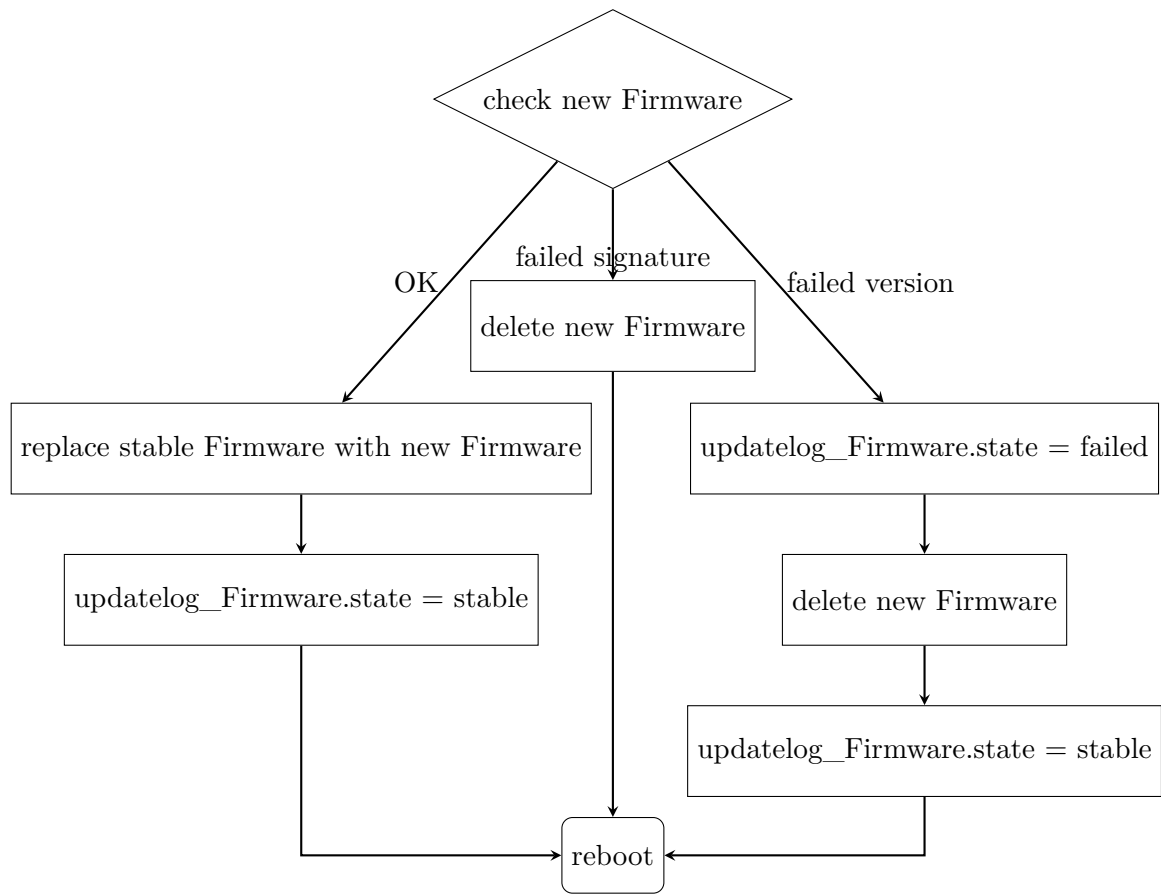 check new Firmware
failed signature
OK
failed version
delete new Firmware
replace stable Firmware with new Firmware
updatelog_Firmware.state = failed
updatelog_Firmware.state = stable
delete new Firmware
updatelog_Firmware.state = stable
reboot